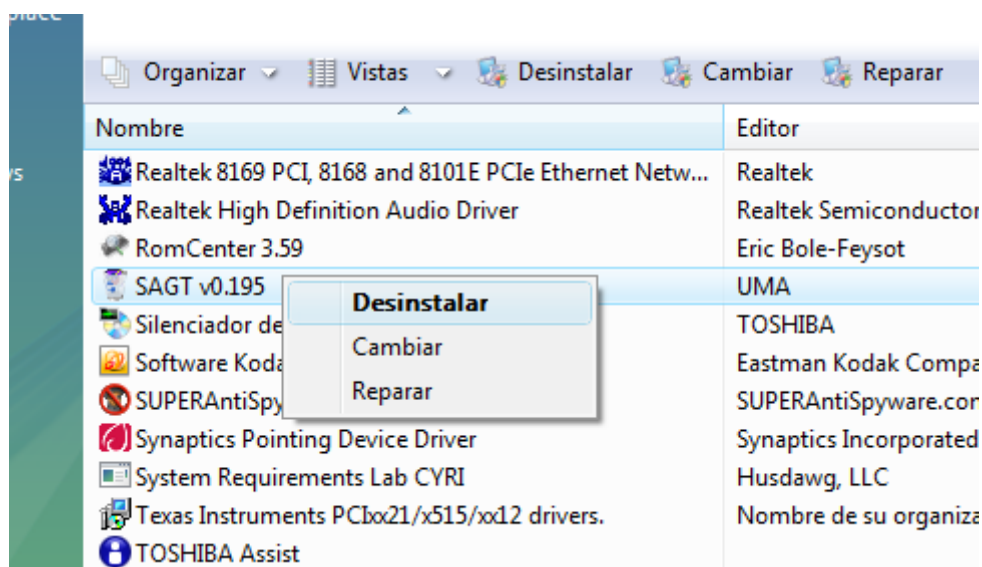 Organizar Vistas Desinstalar Cambiar Reparar
Nombre Editor
Realtek 8169 PCI, 8168 and 8101E PCIe Ethernet Netw... Realtek
Realtek High Definition Audio Driver Realtek Semiconductor
RomCenter 3.59 Eric Bole-Feysot
SAGT v0.195 UMA
Desinstalar
Silenciador de TOSHIBA
Cambiar
Software Koda Eastman Kodak Compa
Reparar
SUPERAntiSpy SUPERAntiSpyware.com
Synaptics Pointing Device Driver Synaptics Incorporated
System Requirements Lab CYRI Husdawg, LLC
Texas Instruments PCIxx21/x515/xx12 drivers. Nombre de su organiza
TOSHIBA Assist